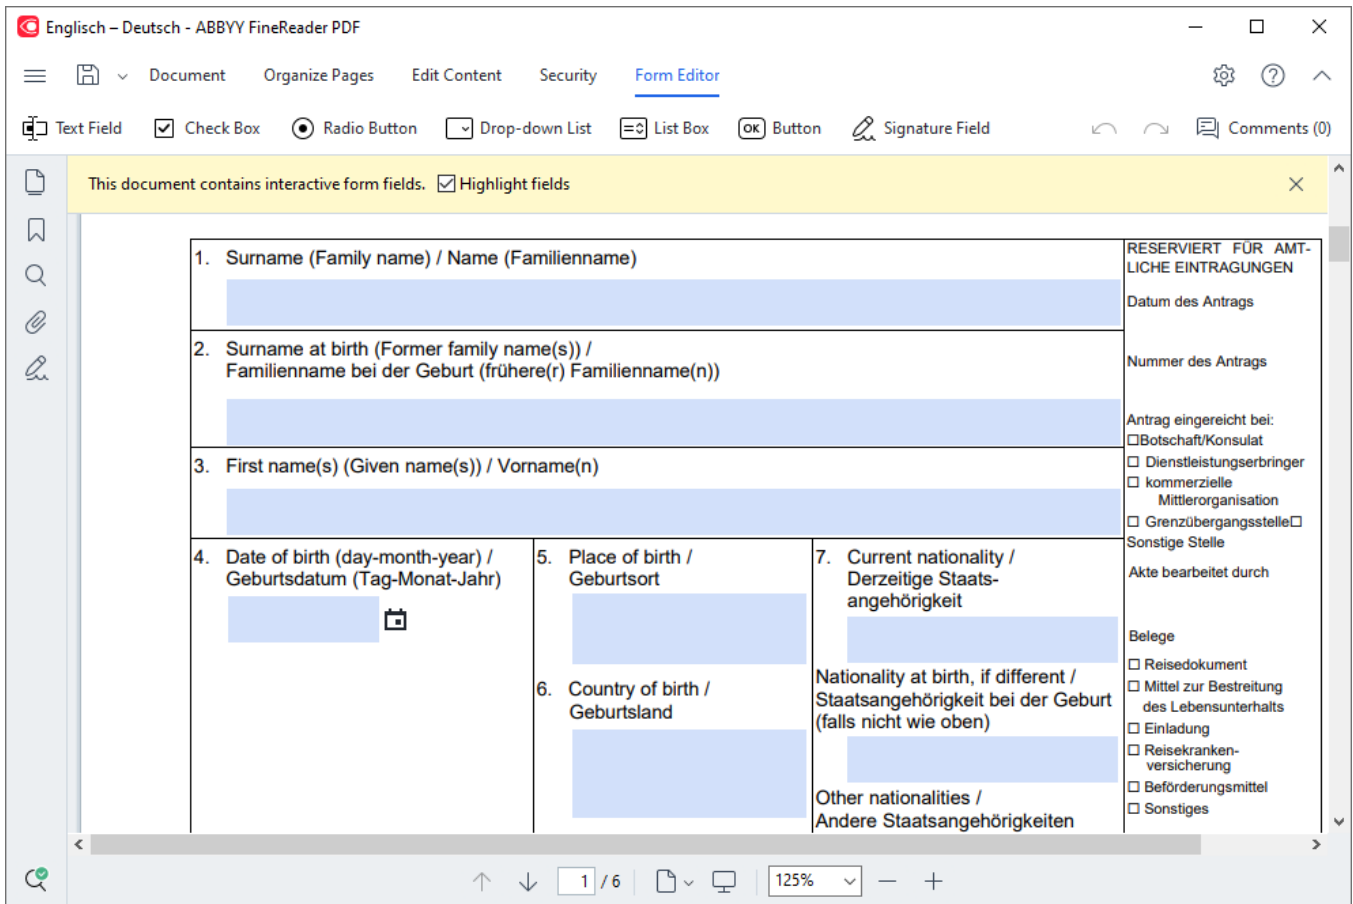 Englisch – Deutsch - ABBYY FineReader PDF
Document Organize Pages Edit Content Security Form Editor
Text Field Check Box Radio Button Drop-down List List Box OK Button Signature Field Comments (0)
This document contains interactive form fields. Highlight fields
1. Surname (Family name) / Name (Familienname)
2. Surname at birth (Former family name(s)) /
Familienname bei der Geburt (frühere(r) Familienname(n))
3. First name(s) (Given name(s)) / Vorname(n)
4. Date of birth (day-month-year) /
Geburtsdatum (Tag-Monat-Jahr)
5. Place of birth /
Geburtsort
6. Country of birth /
Geburtsland
7. Current nationality /
Derzeitige Staats-
angehörigkeit
Nationality at birth, if different /
Staatsangehörigkeit bei der Geburt
(falls nicht wie oben)
Other nationalities /
Andere Staatsangehörigkeiten
RESERVIERT FÜR AMT-
LICHE EINTRAGUNGEN
Datum des Antrags
Nummer des Antrags
Antrag eingereicht bei:
☐Botschaft/Konsulat
☐ Dienstleistungserbringer
☐ kommerzielle
Mittlerorganisation
☐ Grenzübergangsstelle☐
Sonstige Stelle
Akte bearbeitet durch
Belege
☐ Reisedokument
☐ Mittel zur Bestreitung
des Lebensunterhalts
☐ Einladung
☐ Reisekranken-
versicherung
☐ Beförderungsmittel
☐ Sonstiges
1 / 6 125%